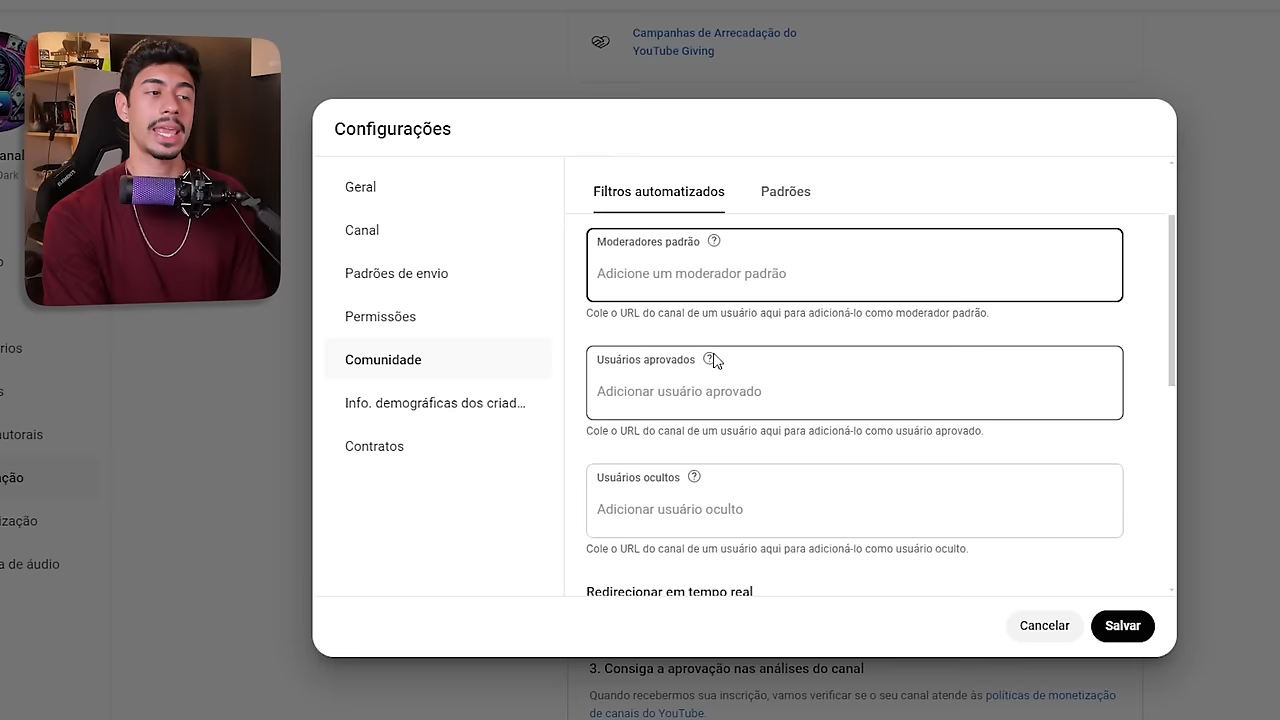 Campanhas de Arrecadação do
YouTube Giving
Configurações
anal
Dark
Geral
Canal
Padrões de envio
Permissões
Comunidade
Info. demográficas dos criad...
Contratos
Filtros automatizados
Padrões
Moderadores padrão
Adicione um moderador padrão
Cole o URL do canal de um usuário aqui para adicioná-lo como moderador padrão.
Usuários aprovados
Adicionar usuário aprovado
Cole o URL do canal de um usuário aqui para adicioná-lo como usuário aprovado.
Usuários ocultos
Adicionar usuário oculto
Cole o URL do canal de um usuário aqui para adicioná-lo como usuário oculto.
Redirecionar em tempo real
Cancelar
Salvar
o
rios
s
autorais
ção
ização
a de áudio
3. Consiga a aprovação nas análises do canal
Quando recebermos sua inscrição, vamos verificar se o seu canal atende às políticas de monetização
de canais do YouTube.